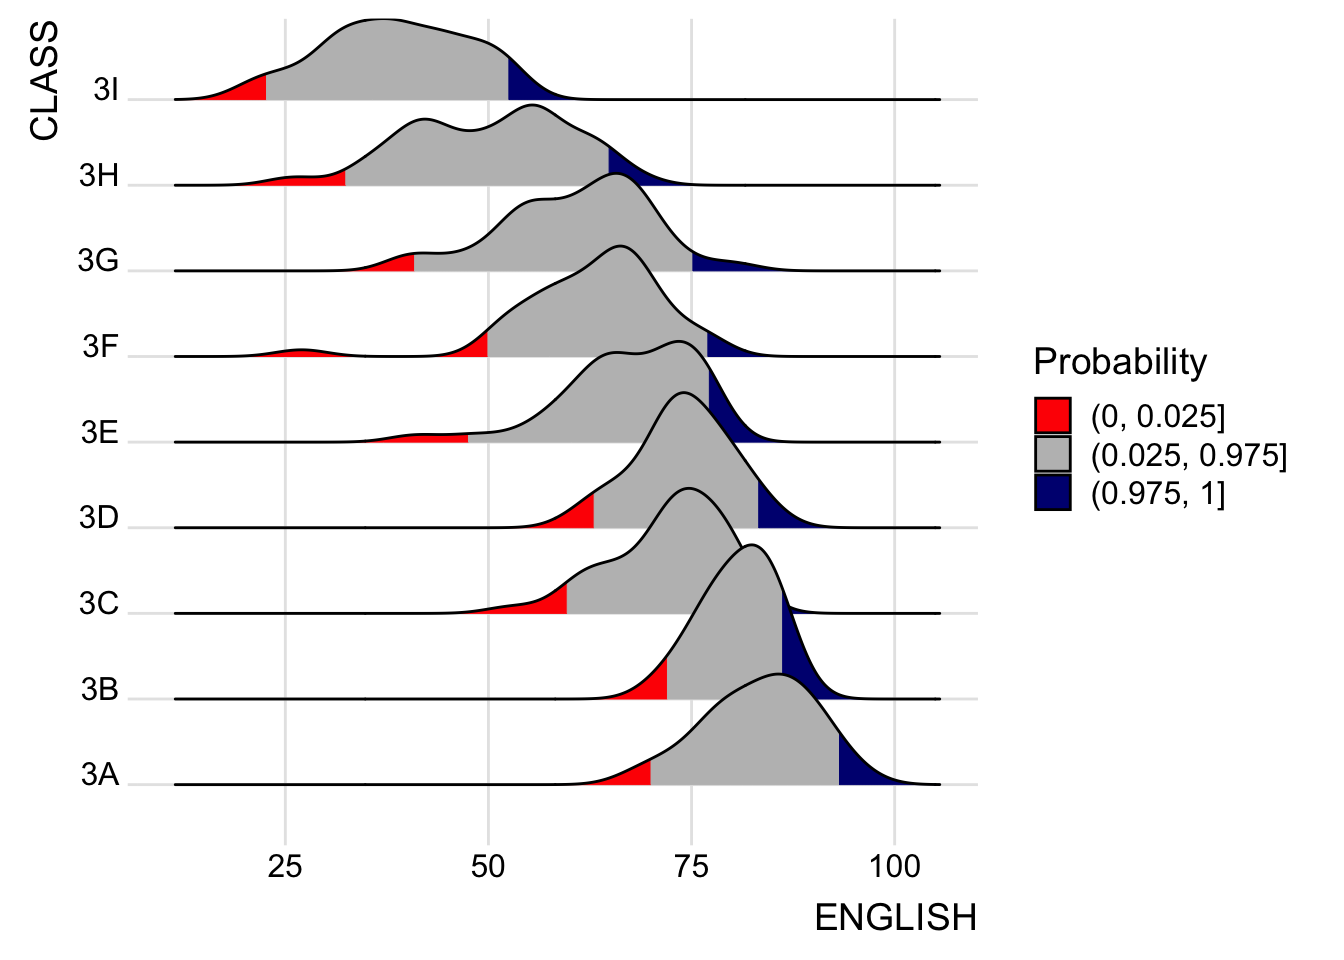 CLASS
3I
3H
3G
3F
3E
3D
3C
3B
3A
25 50 75 100
ENGLISH
Probability
(0, 0.025]
(0.025, 0.975]
(0.975, 1]